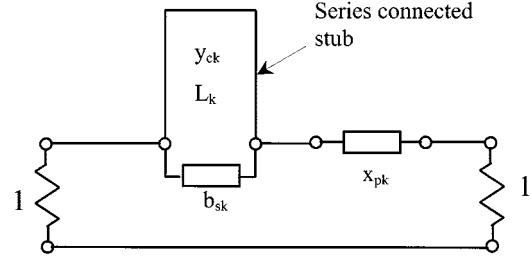 Series connected
stub
y_ck
L_k
1
b_sk
x_pk
1